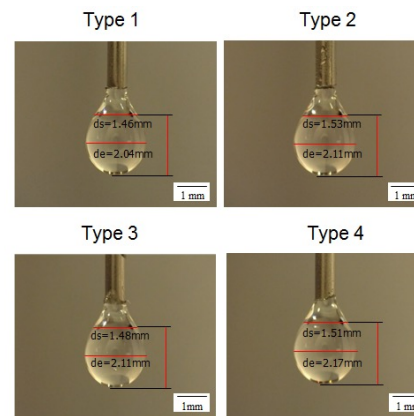 Type 1
Type 2
ds=1.46mm
de=2.04mm
1 mm
ds=1.53mm
de=2.11mm
1 mm
Type 3
Type 4
ds=1.48mm
de=2.11mm
1mm
ds=1.51mm
de=2.17mm
1 mm